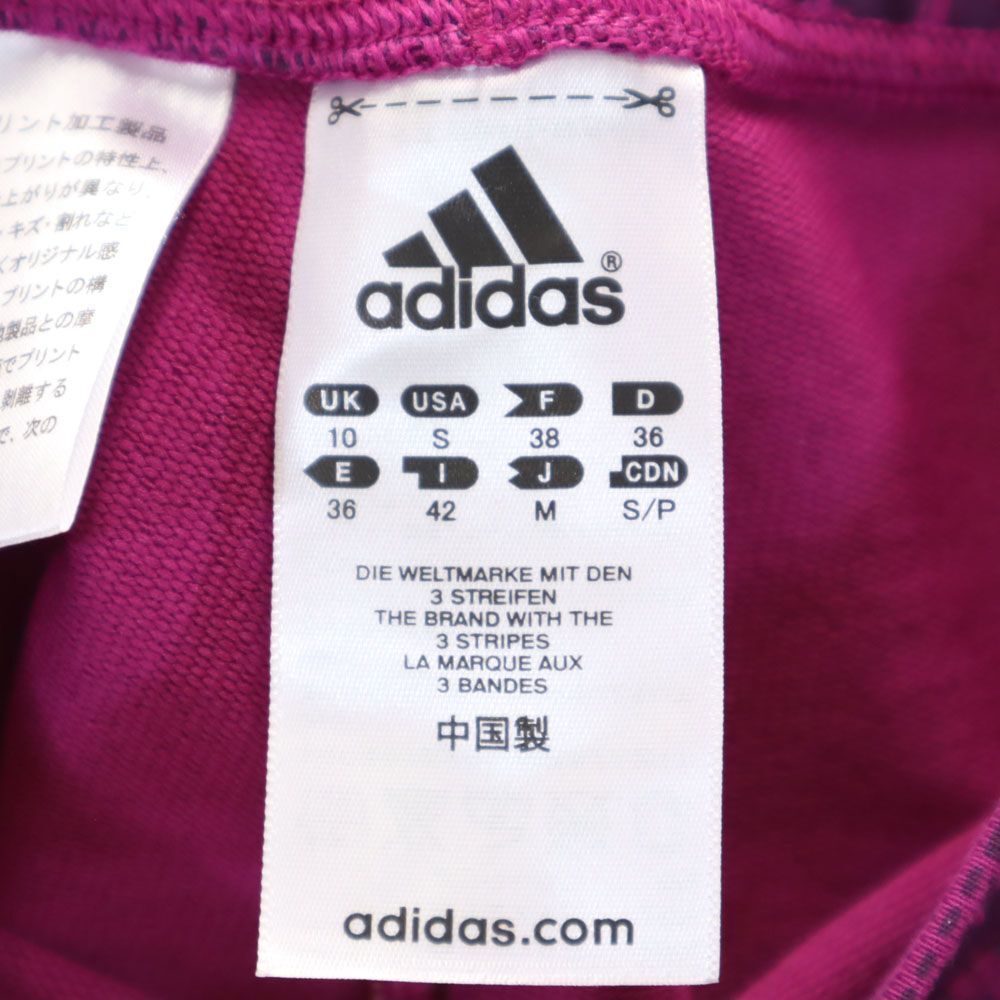 リント加工製品
プリントの特性上、
上がりが異なり、
・キズ・割れなど
くオリジナル感
プリントの構
製品との摩
でプリント
剥離する
で、次の
adidas®
UK USA F D
10 S 38 36
E I J CDN
36 42 M S/P
DIE WELTMARKE MIT DEN
3 STREIFEN
THE BRAND WITH THE
3 STRIPES
LA MARQUE AUX
3 BANDES
中国製
adidas.com